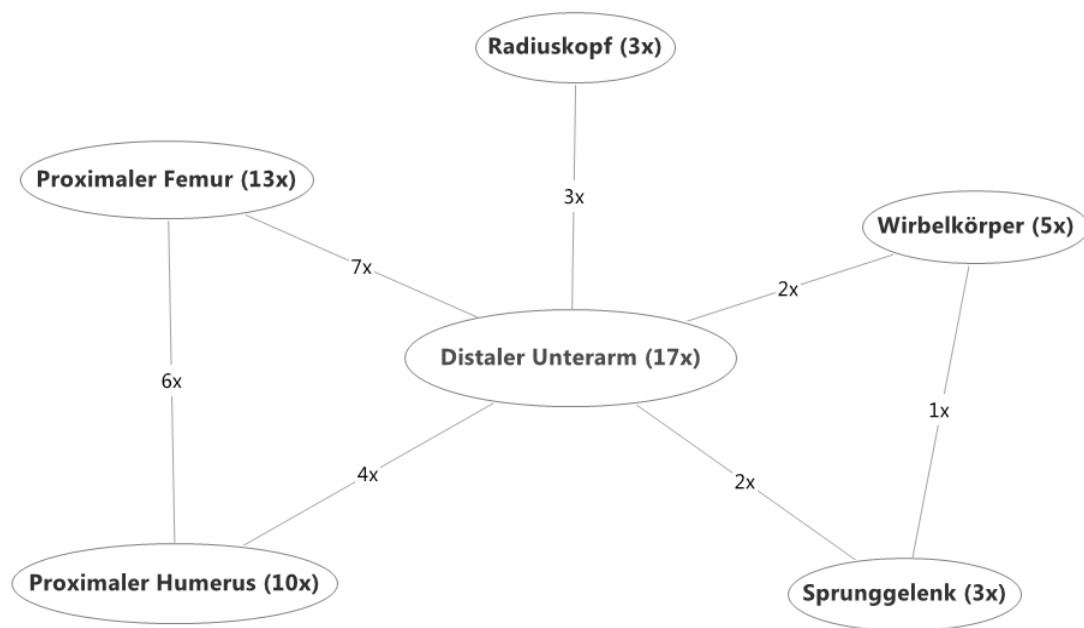 Radiuskopf (3x)
Proximaler Femur (13x)
3x
Wirbelkörper (5x)
7x
2x
Distaler Unterarm (17x)
6x
1x
4x
2x
Proximaler Humerus (10x)
Sprunggelenk (3x)